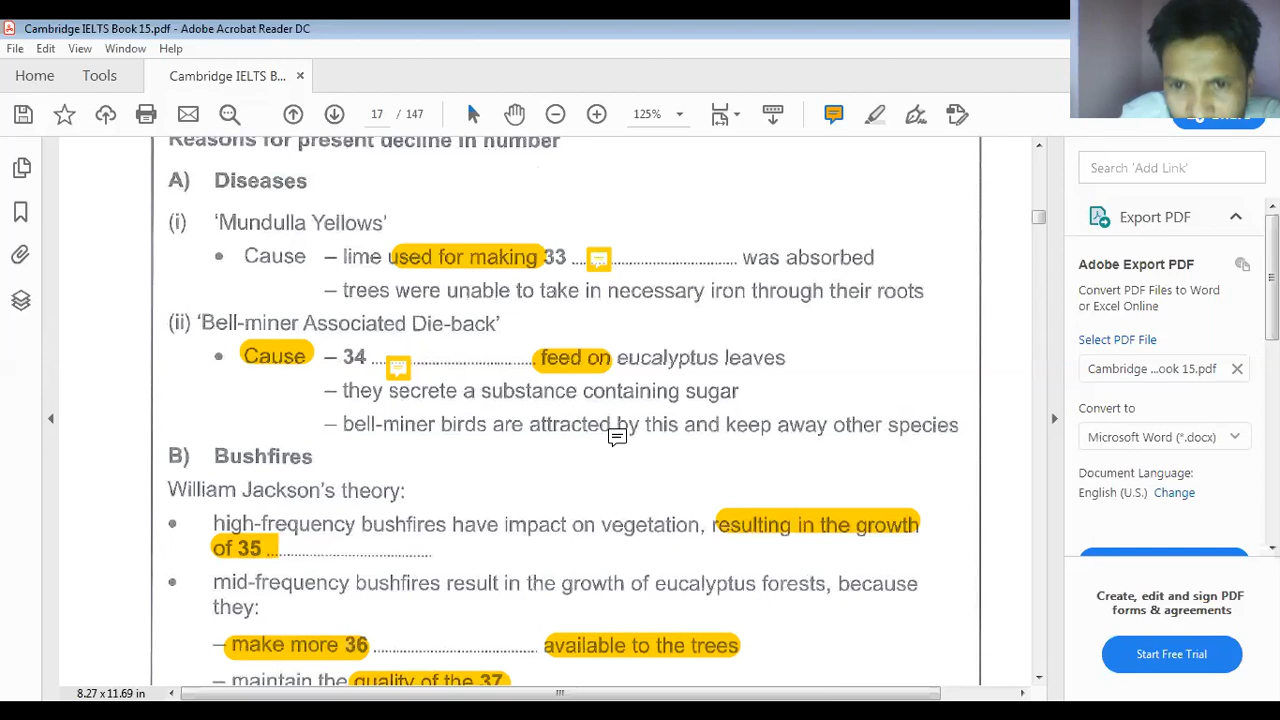 Cambridge IELTS Book 15.pdf - Adobe Acrobat Reader DC
File Edit View Window Help
Home Tools Cambridge IELTS B... ×
17 / 147 125%
Reasons for present decline in number
A) Diseases
(i) 'Mundulla Yellows'
• Cause – lime used for making 33 .............................. was absorbed
– trees were unable to take in necessary iron through their roots
(ii) 'Bell-miner Associated Die-back'
• Cause – 34 .............................. feed on eucalyptus leaves
– they secrete a substance containing sugar
– bell-miner birds are attracted by this and keep away other species
B) Bushfires
William Jackson's theory:
• high-frequency bushfires have impact on vegetation, resulting in the growth
of 35 ..............................
• mid-frequency bushfires result in the growth of eucalyptus forests, because
they:
– make more 36 .............................. available to the trees
– maintain the quality of the 37
8.27 x 11.69 in
Search 'Add Link'
Export PDF
Adobe Export PDF
Convert PDF Files to Word
or Excel Online
Select PDF File
Cambridge ...ook 15.pdf ×
Convert to
Microsoft Word (*.docx)
Document Language:
English (U.S.) Change
Create, edit and sign PDF
forms & agreements
Start Free Trial